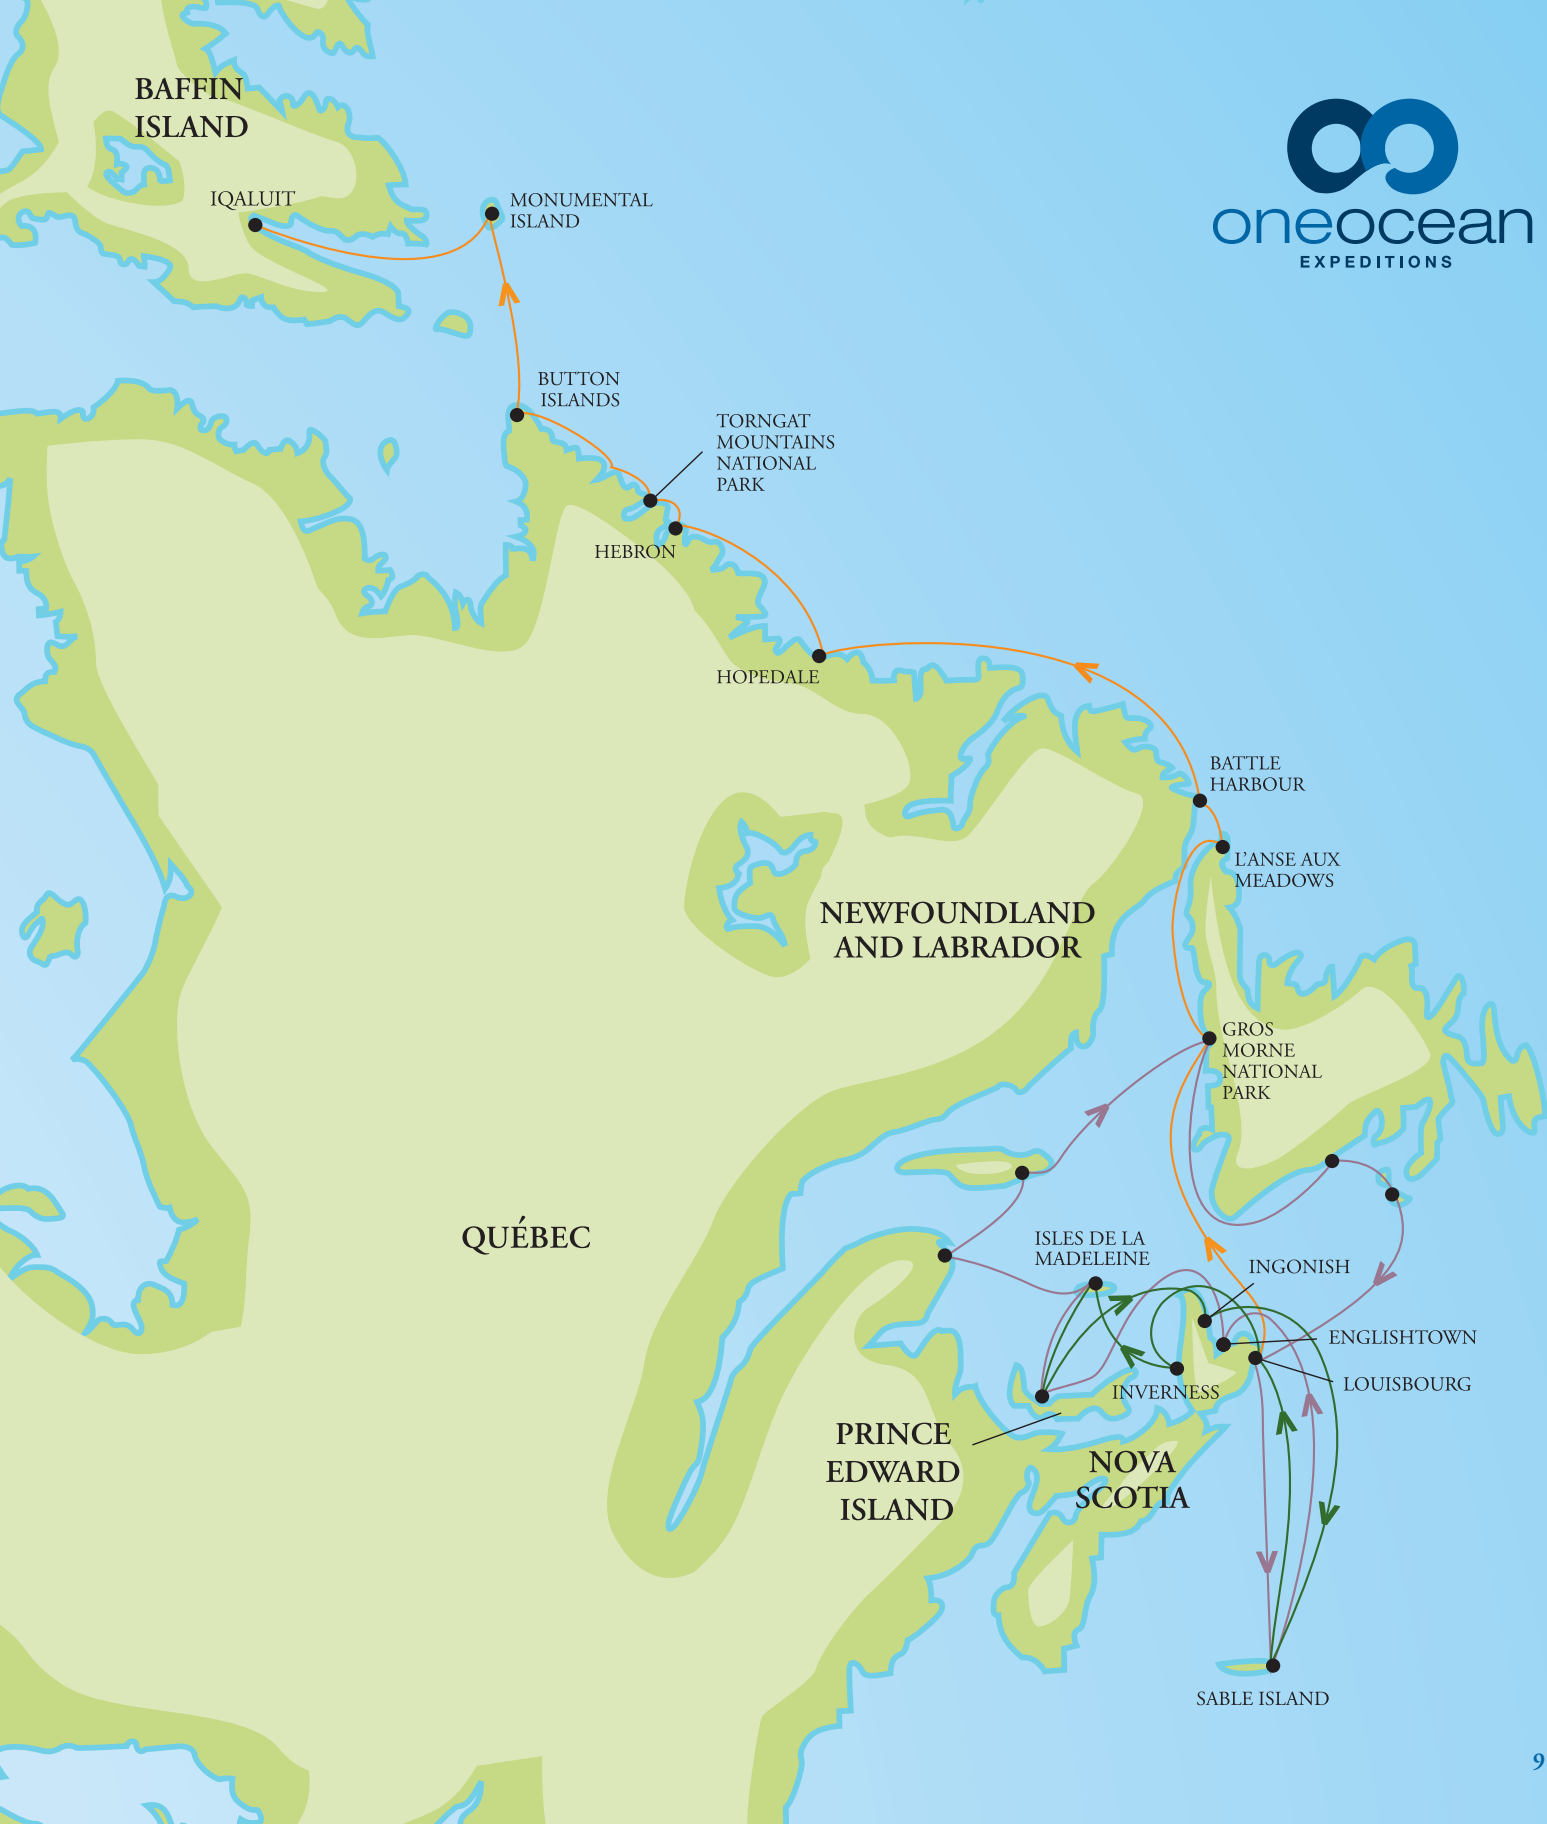 BAFFIN
ISLAND
IQALUIT
MONUMENTAL
ISLAND
oneocean
EXPEDITIONS
BUTTON
ISLANDS
TORNGAT
MOUNTAINS
NATIONAL
PARK
HEBRON
HOPEDALE
BATTLE
HARBOUR
L'ANSE AUX
MEADOWS
NEWFOUNDLAND
AND LABRADOR
GROS
MORNE
NATIONAL
PARK
QUÉBEC
ISLES DE LA
MADELEINE
INGONISH
ENGLISHTOWN
LOUISBOURG
INVERNESS
PRINCE
EDWARD
ISLAND
NOVA
SCOTIA
SABLE ISLAND
9